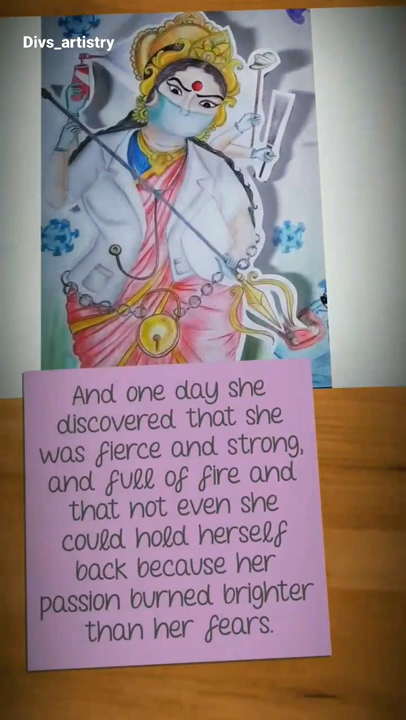 Divs_artistry
And one day she
discovered that she
was fierce and strong,
and full of fire and
that not even she
could hold herself
back because her
passion burned brighter
than her fears.